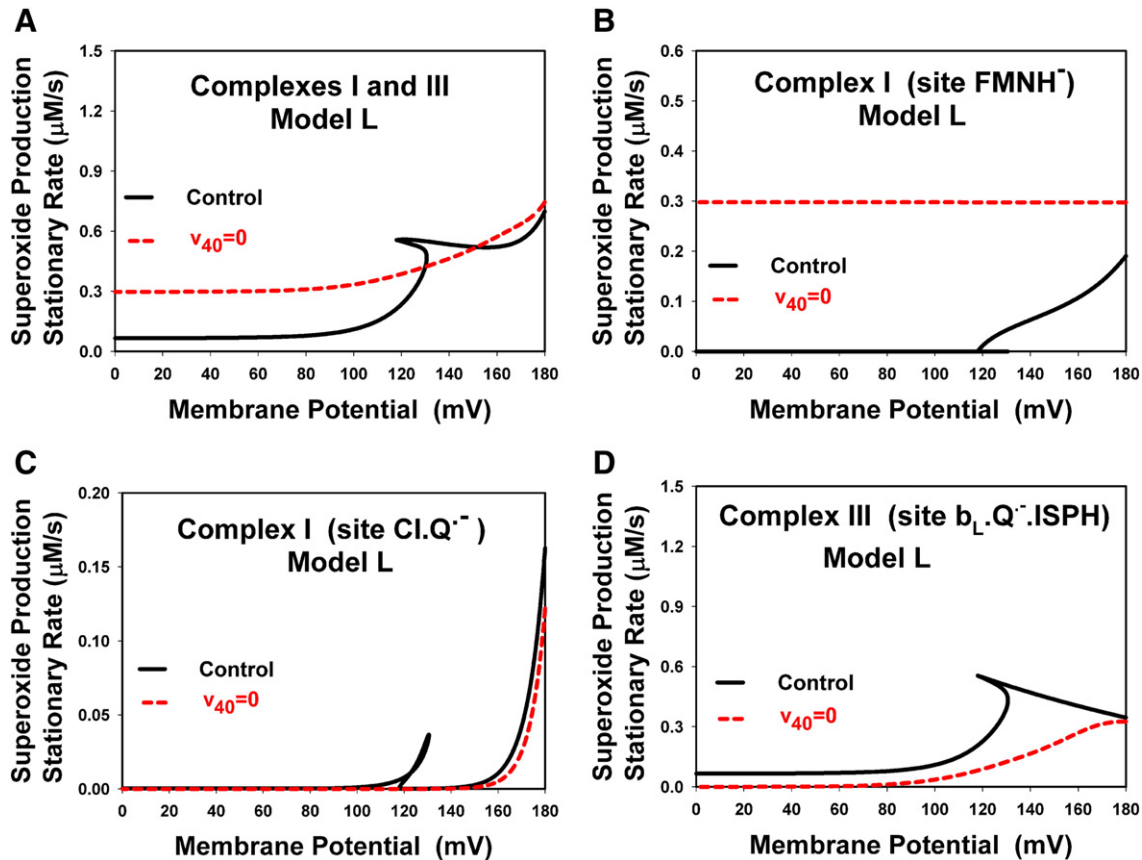 A
Superoxide Production
Stationary Rate (μM/s)
1.5
1.2
0.9
0.6
0.3
0.0
Complexes I and III
Model L
Control
v40=0
0 20 40 60 80 100 120 140 160 180
Membrane Potential (mV)
B
Superoxide Production
Stationary Rate (μM/s)
0.6
0.5
0.4
0.3
0.2
0.1
0.0
Complex I (site FMNH⁻)
Model L
Control
v40=0
0 20 40 60 80 100 120 140 160 180
Membrane Potential (mV)
C
Superoxide Production
Stationary Rate (μM/s)
0.20
0.15
0.10
0.05
0.00
Complex I (site CI.Q·⁻)
Model L
Control
v40=0
0 20 40 60 80 100 120 140 160 180
Membrane Potential (mV)
D
Superoxide Production
Stationary Rate (μM/s)
1.5
1.2
0.9
0.6
0.3
0.0
Complex III (site bL.Q·⁻.ISPH)
Model L
Control
v40=0
0 20 40 60 80 100 120 140 160 180
Membrane Potential (mV)